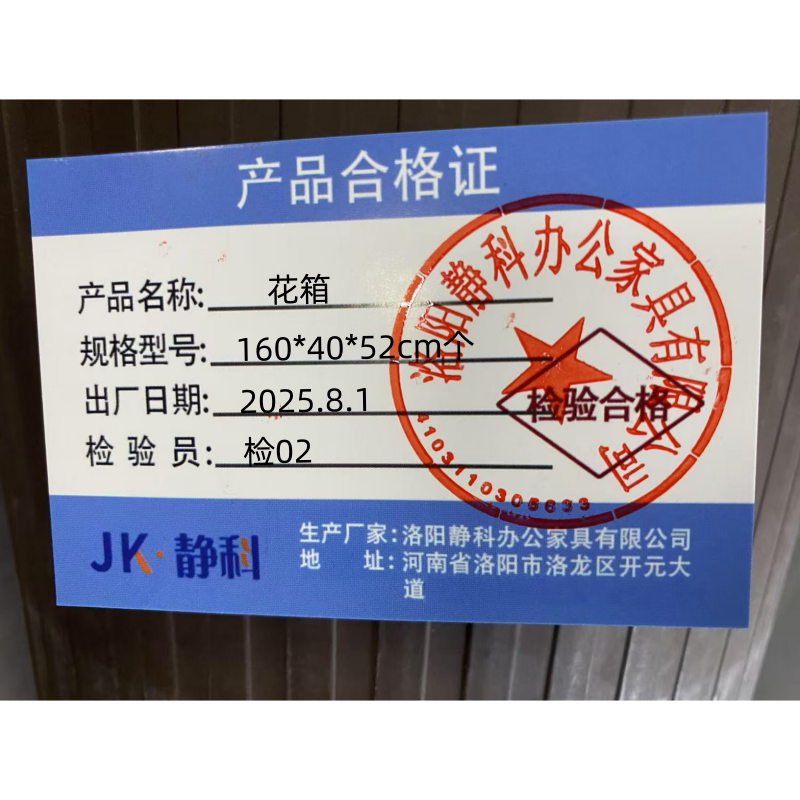 产品合格证
产品名称: 花箱
规格型号: 160*40*52cm个
出厂日期: 2025.8.1
检 验 员: 检02
洛阳静科办公家具有限公司
检验合格
4103110305693
JK·静科
生产厂家:洛阳静科办公家具有限公司
地 址:河南省洛阳市洛龙区开元大
道